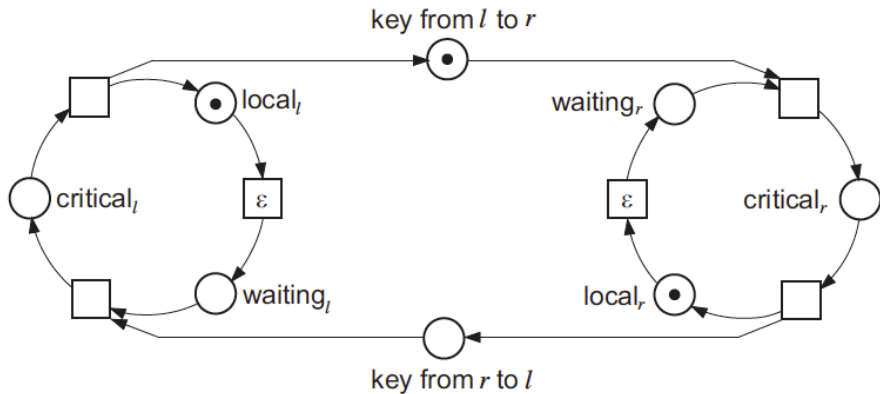 key from l to r
local_l
waiting_r
critical_l
ε
ε
critical_r
waiting_l
local_r
key from r to l